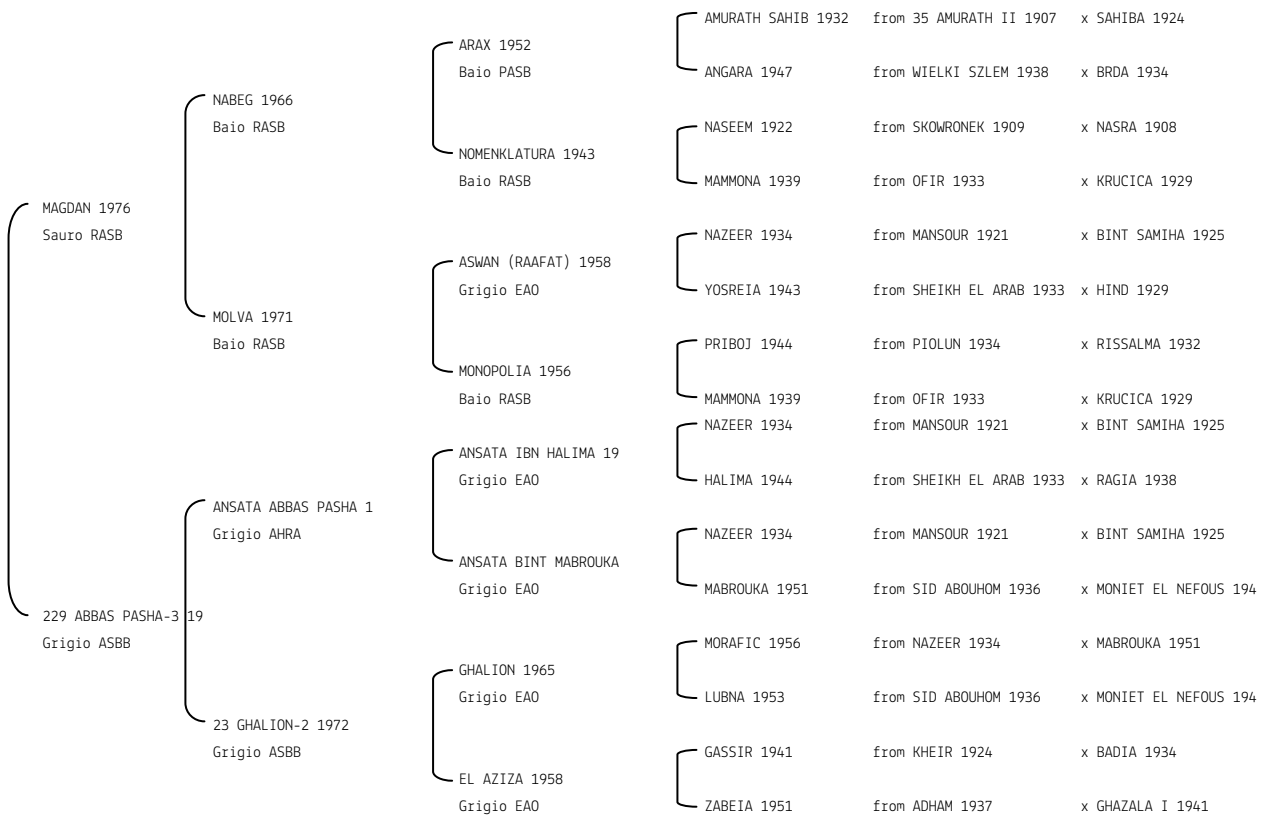 AMURATH SAHIB 1932 from 35 AMURATH II 1907 x SAHIBA 1924
ARAX 1952
Baio PASB
ANGARA 1947 from WIELKI SZLEM 1938 x BRDA 1934
NABEG 1966
Baio RASB
NASEEM 1922 from SKOWRONEK 1909 x NASRA 1908
NOMENKLATURA 1943
Baio RASB
MAMMONA 1939 from OFIR 1933 x KRUCICA 1929
MAGDAN 1976
Sauro RASB
NAZEER 1934 from MANSOUR 1921 x BINT SAMIHA 1925
ASWAN (RAAFAT) 1958
Grigio EAO
YOSREIA 1943 from SHEIKH EL ARAB 1933 x HIND 1929
MOLVA 1971
Baio RASB
PRIBOJ 1944 from PIOLUN 1934 x RISSALMA 1932
MONOPOLIA 1956
Baio RASB
MAMMONA 1939 from OFIR 1933 x KRUCICA 1929
NAZEER 1934 from MANSOUR 1921 x BINT SAMIHA 1925
ANSATA IBN HALIMA 19
Grigio EAO
HALIMA 1944 from SHEIKH EL ARAB 1933 x RAGIA 1938
ANSATA ABBAS PASHA 1
Grigio AHRA
NAZEER 1934 from MANSOUR 1921 x BINT SAMIHA 1925
ANSATA BINT MABROUKA
Grigio EAO
MABROUKA 1951 from SID ABOUHOM 1936 x MONIET EL NEFOUS 194
229 ABBAS PASHA-3 19
Grigio ASBB
MORAFIC 1956 from NAZEER 1934 x MABROUKA 1951
GHALION 1965
Grigio EAO
LUBNA 1953 from SID ABOUHOM 1936 x MONIET EL NEFOUS 194
23 GHALION-2 1972
Grigio ASBB
GASSIR 1941 from KHEIR 1924 x BADIA 1934
EL AZIZA 1958
Grigio EAO
ZABEIA 1951 from ADHAM 1937 x GHAZALA I 1941